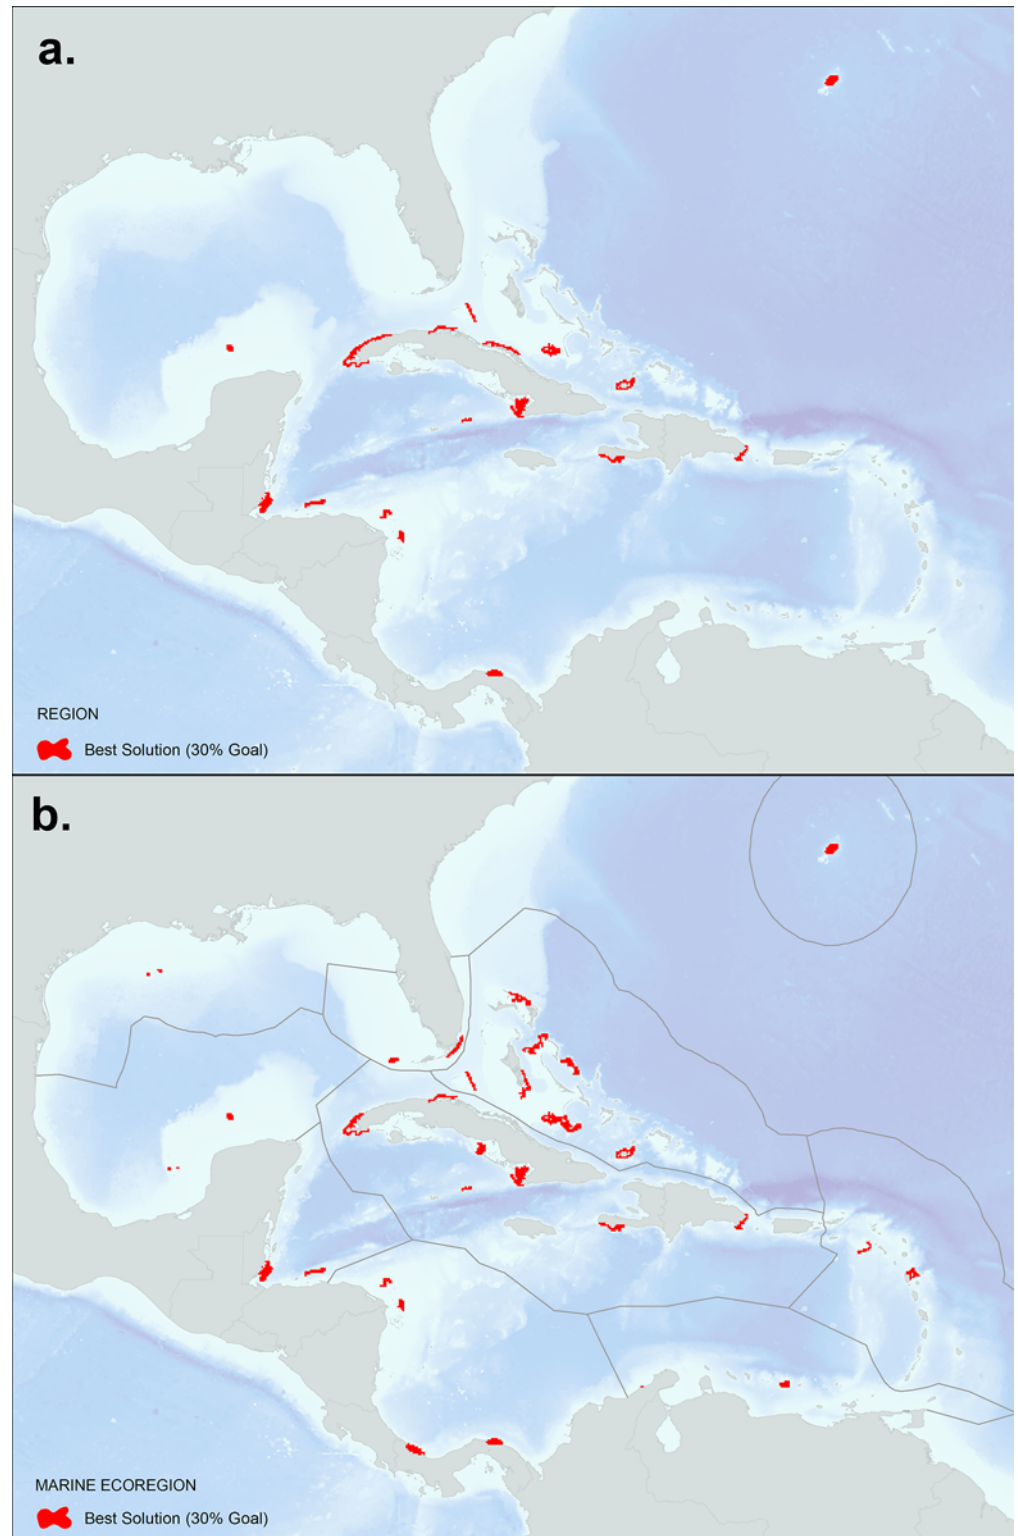 a.
REGION
Best Solution (30% Goal)
b.
MARINE ECOREGION
Best Solution (30% Goal)